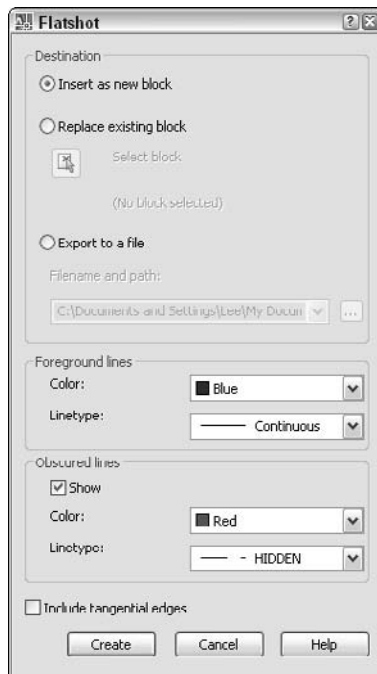 Flatshot
Destination
Insert as new block
Replace existing block
Select block
(No block selected)
Export to a file
Filename and path:
C:\Documents and Settings\Lee\My Docum
...
Foreground lines
Color:
Blue
Linetype:
Continuous
Obscured lines
Show
Color:
Red
Linetype:
HIDDEN
Include tangential edges
Create
Cancel
Help